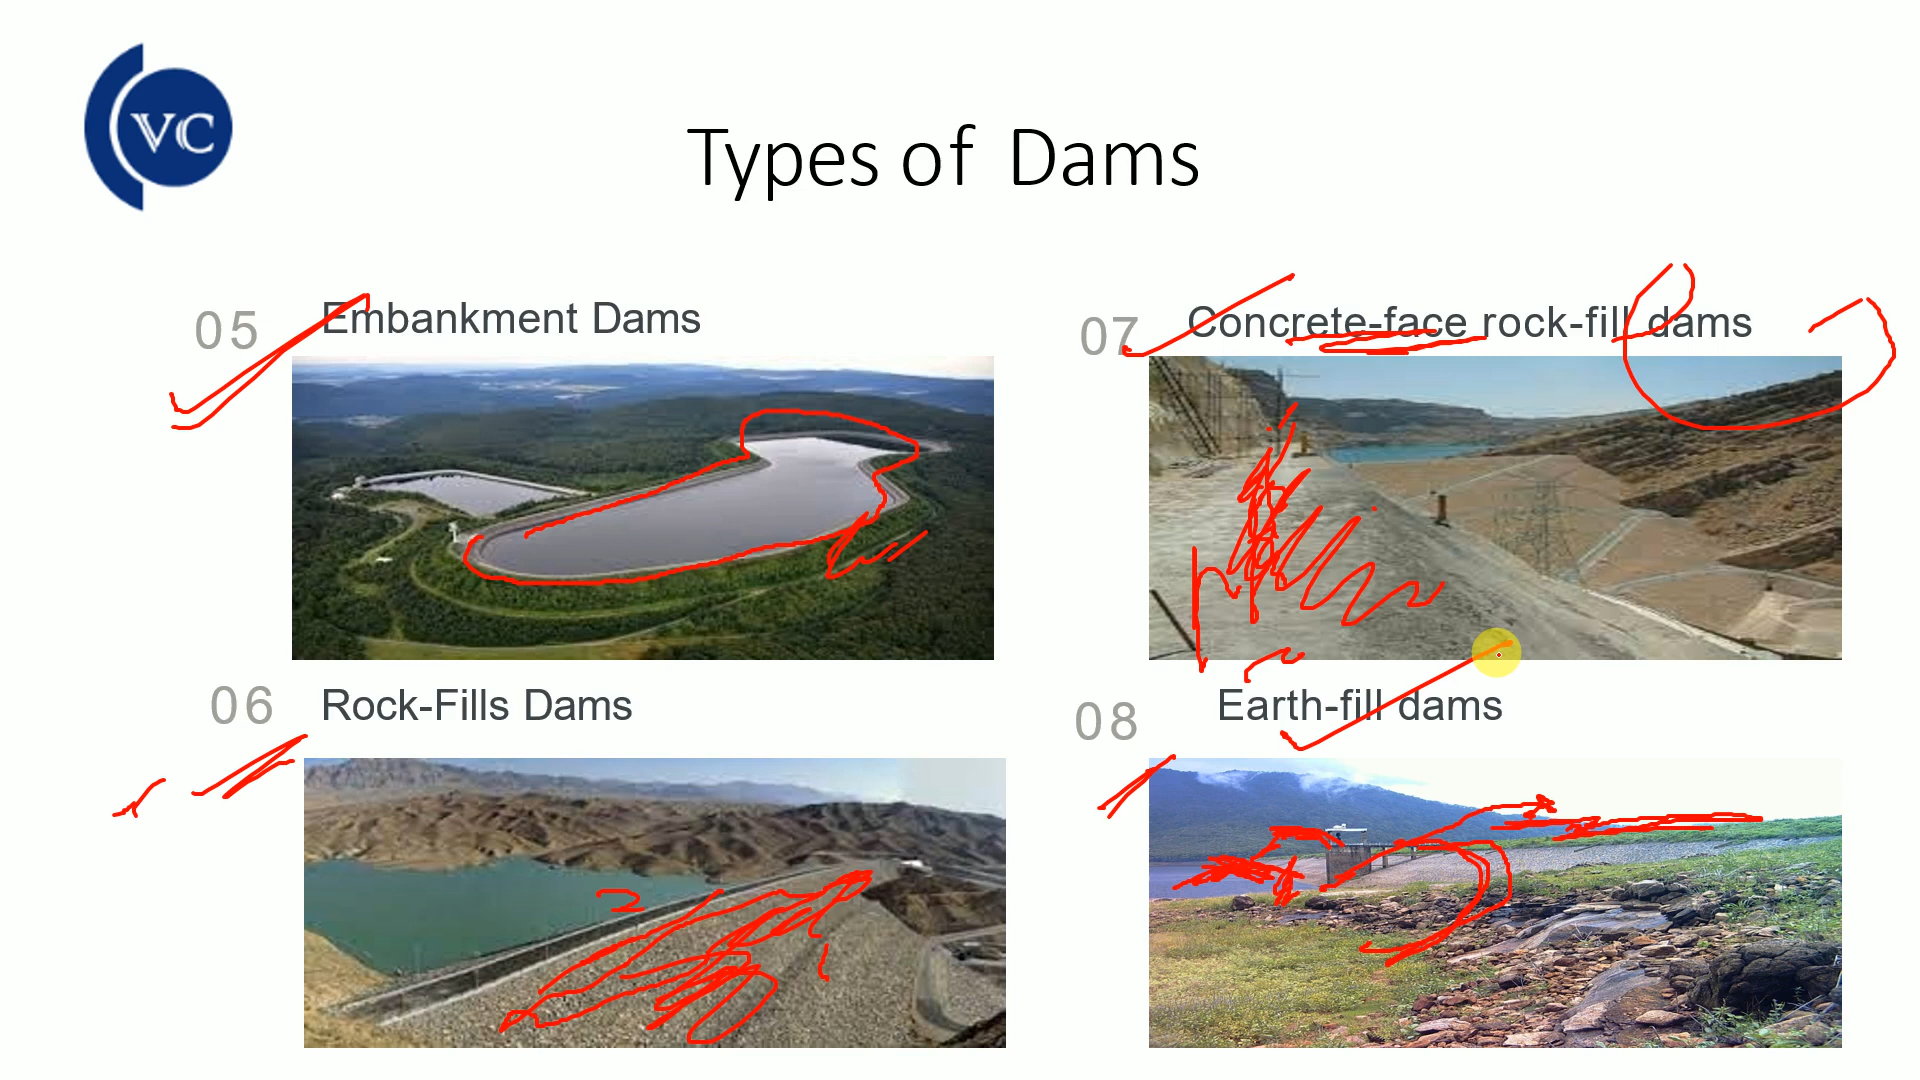 VC
Types of Dams
05 Embankment Dams
07 Concrete-face rock-fill dams
06 Rock-Fills Dams
08 Earth-fill dams